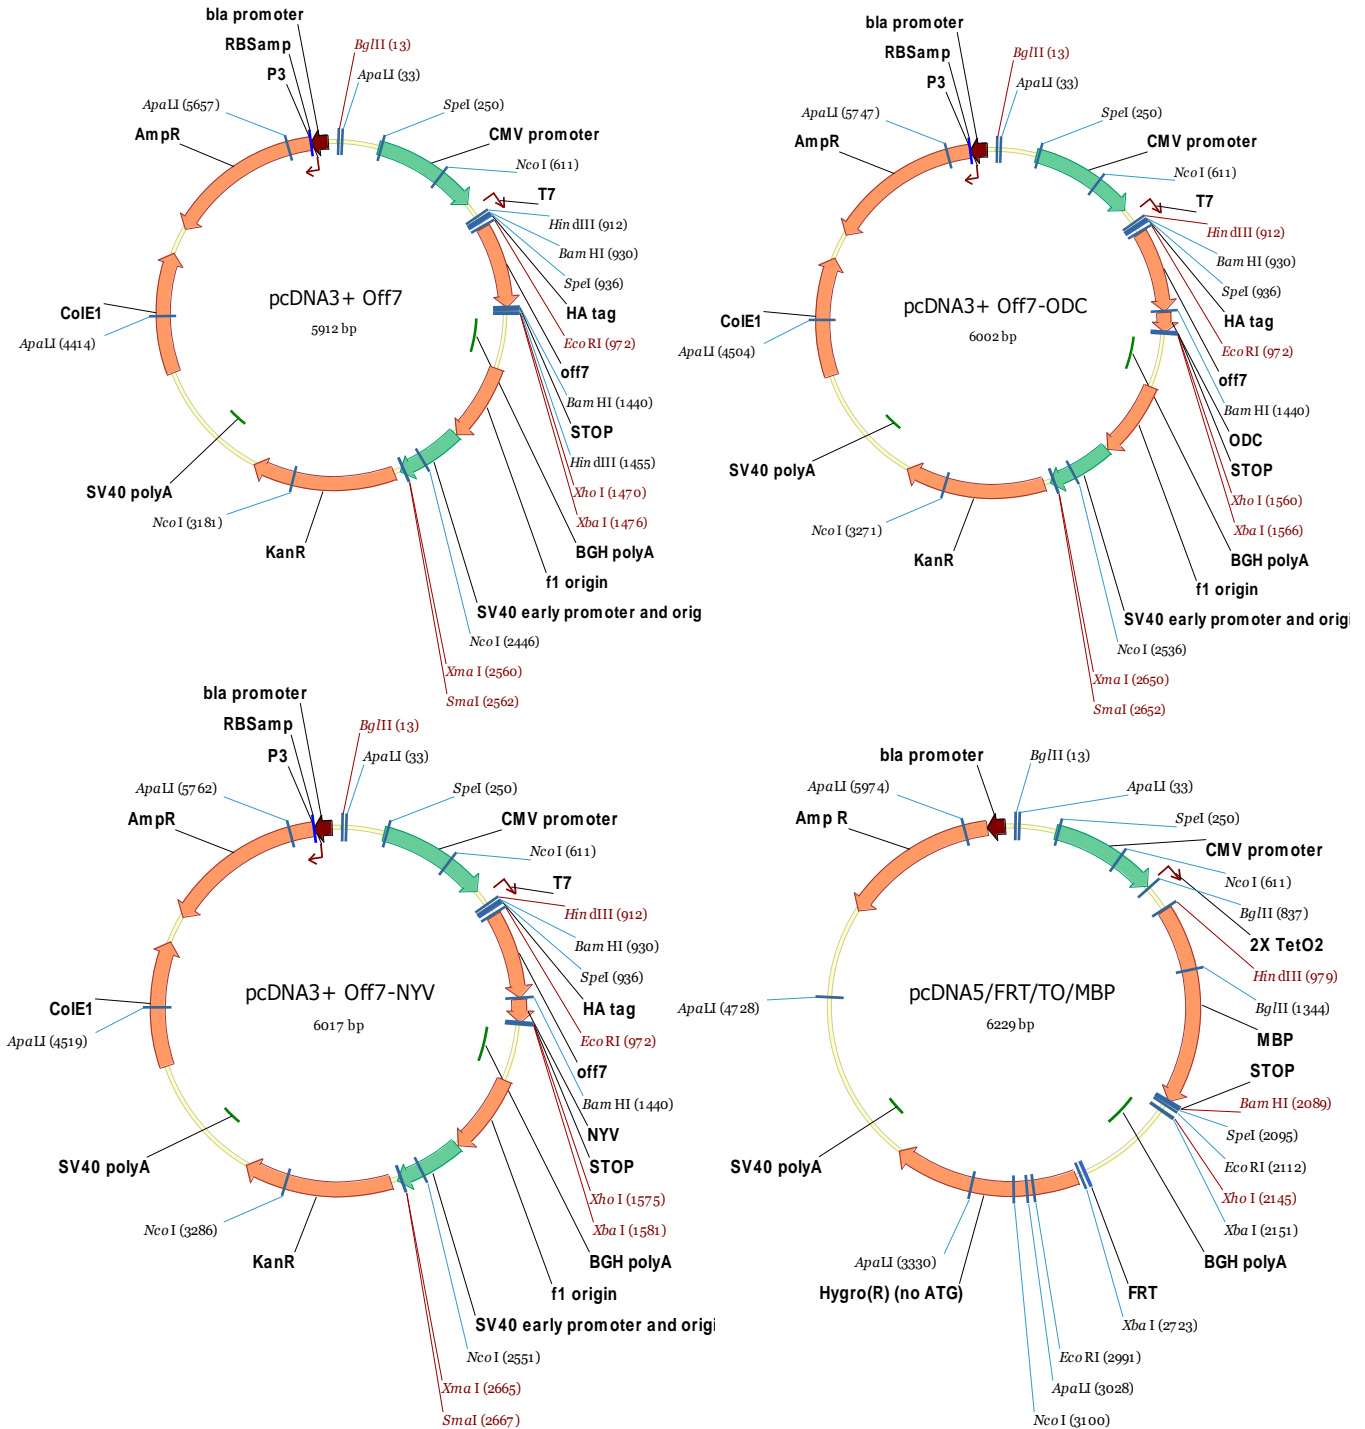 bla promoter
RBSamp
P3
BglII (13)
ApaLI (33)
ApaLI (5657)
SpeI (250)
AmpR
CMV promoter
NcoI (611)
T7
HindIII (912)
BamHI (930)
SpeI (936)
HA tag
EcoRI (972)
off7
BamHI (1440)
STOP
HindIII (1455)
XhoI (1470)
XbaI (1476)
BGH polyA
f1 origin
SV40 early promoter and orig
NcoI (2446)
XmaI (2560)
SmaI (2562)
KanR
NcoI (3181)
SV40 polyA
ApaLI (4414)
ColE1
pcDNA3+ Off7
5912 bp
bla promoter
RBSamp
P3
BglII (13)
ApaLI (33)
ApaLI (5747)
SpeI (250)
AmpR
CMV promoter
NcoI (611)
T7
HindIII (912)
BamHI (930)
SpeI (936)
HA tag
EcoRI (972)
off7
BamHI (1440)
ODC
STOP
XhoI (1560)
XbaI (1566)
BGH polyA
f1 origin
SV40 early promoter and origi
NcoI (2536)
XmaI (2650)
SmaI (2652)
KanR
NcoI (3271)
SV40 polyA
ApaLI (4504)
ColE1
pcDNA3+ Off7-ODC
6002 bp
bla promoter
RBSamp
P3
BglII (13)
ApaLI (33)
ApaLI (5762)
SpeI (250)
AmpR
CMV promoter
NcoI (611)
T7
HindIII (912)
BamHI (930)
SpeI (936)
HA tag
EcoRI (972)
off7
BamHI (1440)
NYV
STOP
XhoI (1575)
XbaI (1581)
BGH polyA
f1 origin
SV40 early promoter and origi
NcoI (2551)
XmaI (2665)
SmaI (2667)
KanR
NcoI (3286)
SV40 polyA
ApaLI (4519)
ColE1
pcDNA3+ Off7-NYV
6017 bp
bla promoter
BglII (13)
ApaLI (33)
ApaLI (5974)
SpeI (250)
Amp R
CMV promoter
NcoI (611)
BglII (837)
2X TetO2
HindIII (979)
BglII (1344)
MBP
STOP
BamHI (2089)
SpeI (2095)
EcoRI (2112)
XhoI (2145)
XbaI (2151)
BGH polyA
FRT
XbaI (2723)
EcoRI (2991)
ApaLI (3028)
NcoI (3100)
Hygro(R) (no ATG)
ApaLI (3330)
SV40 polyA
ApaLI (4728)
pcDNA5/FRT/TO/MBP
6229 bp